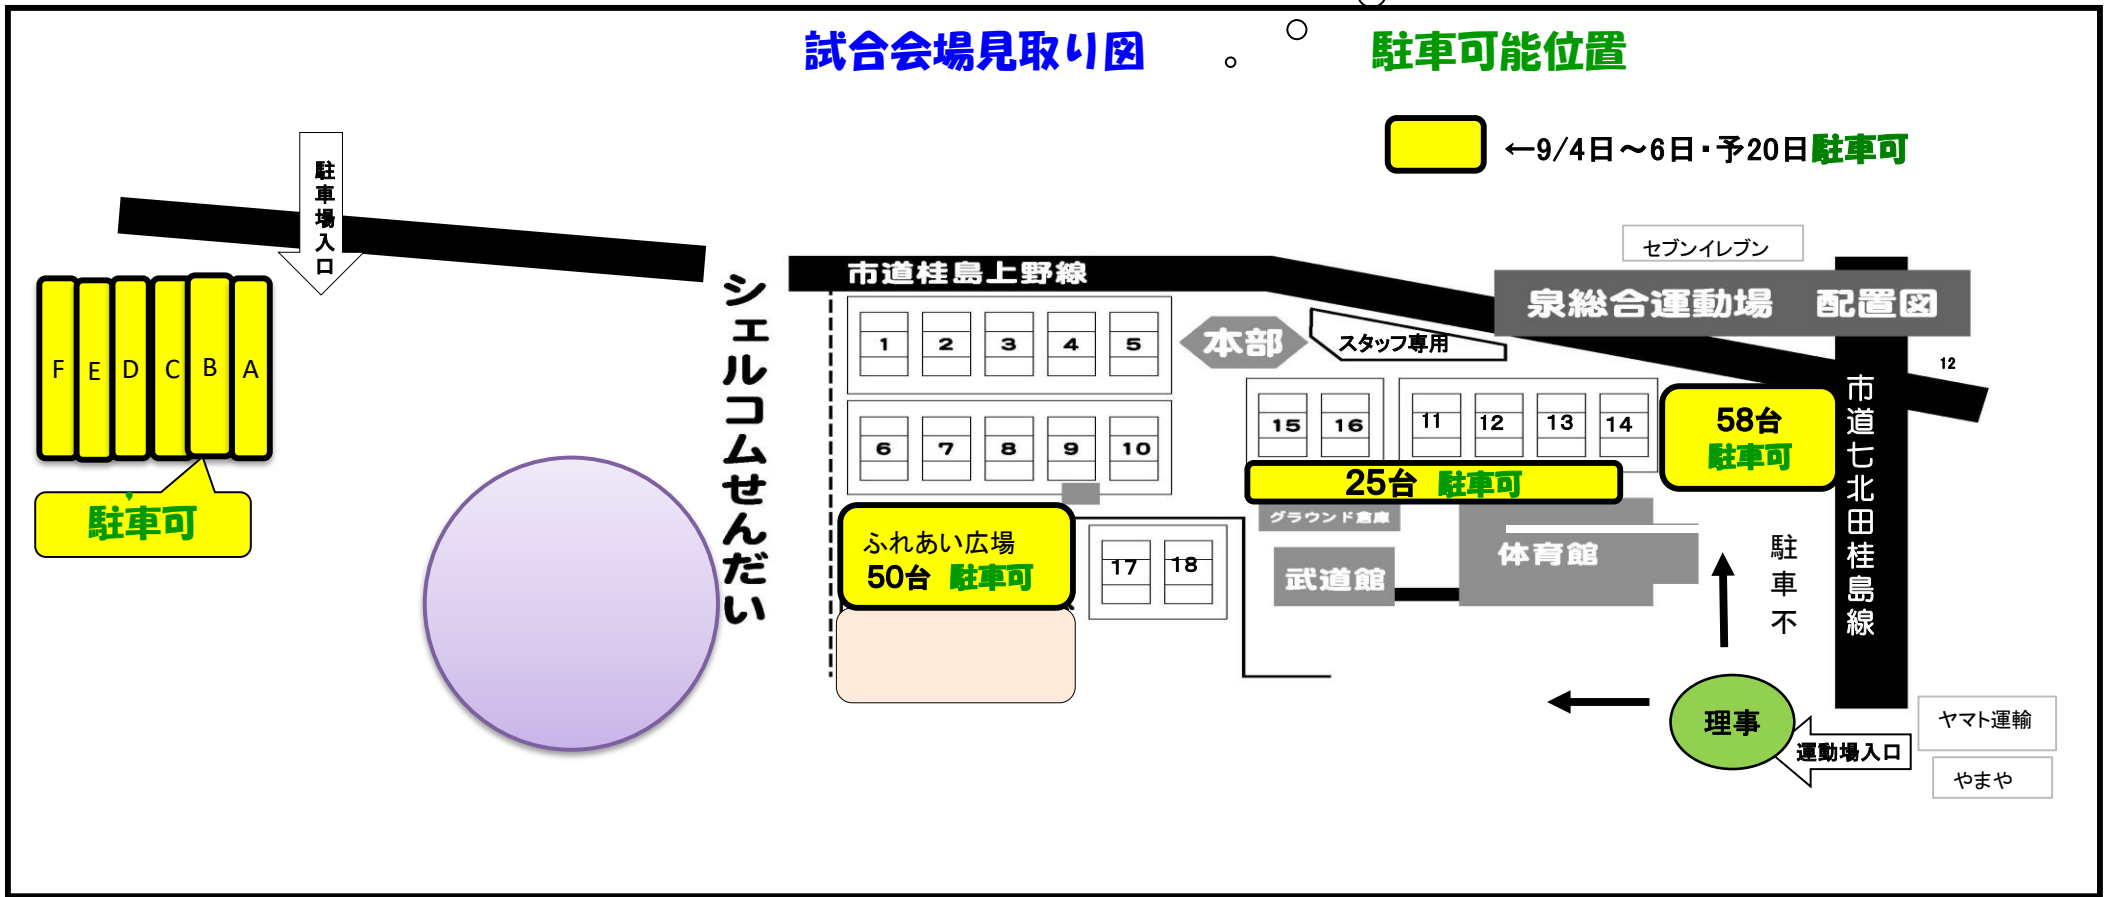 試合会場見取り図
駐車可能位置
←9/4日～6日・予20日駐車可
駐車場入口
セブンイレブン
市道桂島上野線
泉総合運動場　配置図
シェルコムせんだい
本部
スタッフ専用
1 2 3 4 5
6 7 8 9 10
15 16 11 12 13 14
12
F E D C B A
駐車可
58台
駐車可
25台 駐車可
市道七北田桂島線
グラウンド倉庫
体育館
武道館
ふれあい広場
50台 駐車可
17 18
駐車不
理事
運動場入口
ヤマト運輸
やまや